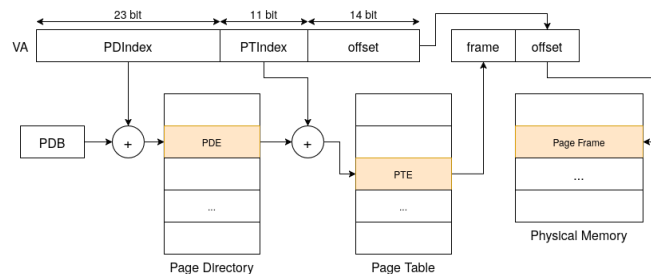 23 bit
11 bit
14 bit
VA
PDIndex
PTIndex
offset
frame
offset
PDB
+
PDE
+
Page Frame
PTE
...
...
...
Physical Memory
Page Directory
Page Table